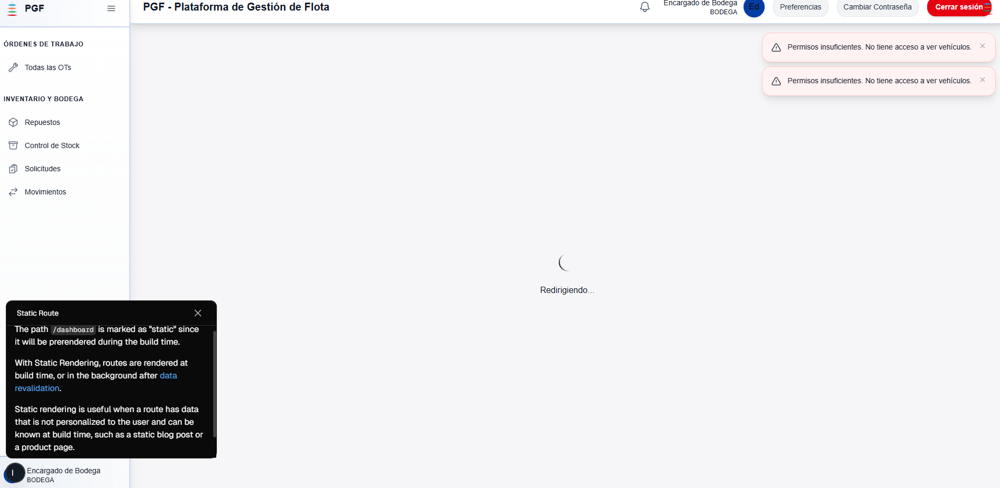 PGF
PGF - Plataforma de Gestión de Flota
Encargado de Bodega
BODEGA
Ed
Preferencias
Cambiar Contraseña
Cerrar sesión
ÓRDENES DE TRABAJO
Todas las OTs
INVENTARIO Y BODEGA
Repuestos
Control de Stock
Solicitudes
Movimientos
Permisos insuficientes. No tiene acceso a ver vehículos.
Permisos insuficientes. No tiene acceso a ver vehículos.
Redirigiendo...
Static Route
The path /dashboard is marked as "static" since
it will be prerendered during the build time.
With Static Rendering, routes are rendered at
build time, or in the background after data
revalidation.
Static rendering is useful when a route has data
that is not personalized to the user and can be
known at build time, such as a static blog post or
a product page.
Encargado de Bodega
BODEGA